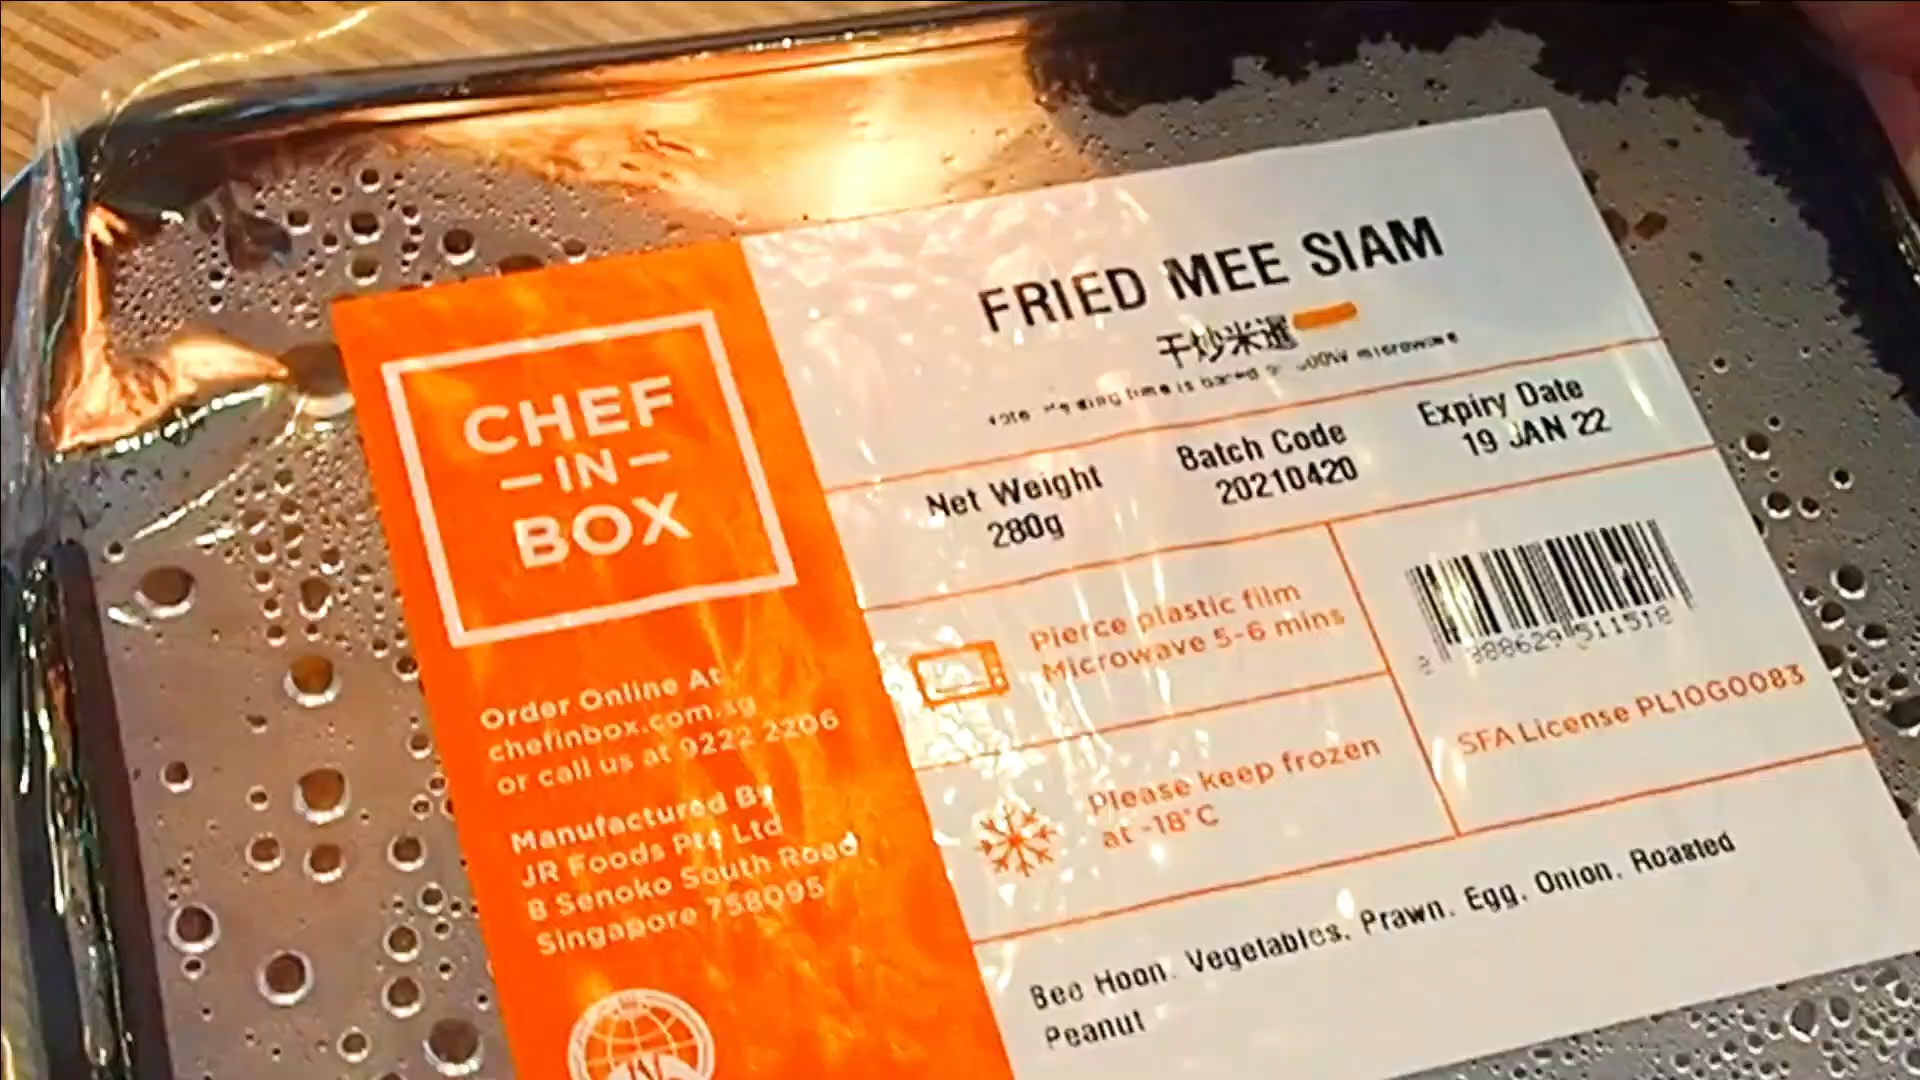 FRIED MEE SIAM
干炒米暹
microwave
Net Weight
280g
Batch Code
20210420
Expiry Date
19 JAN 22
CHEF
IN
BOX
Pierce plastic film
Microwave 5-6 mins
888629 511518
SFA License PL10G0083
Please keep frozen
at -18°C
Order Online At
chefinbox.com.sg
or call us at 9222 2206
Manufactured By
JR Foods Pte Ltd
8 Senoko South Road
Singapore 758095
Bee Hoon. Vegetables. Prawn. Egg. Onion. Roasted
Peanut